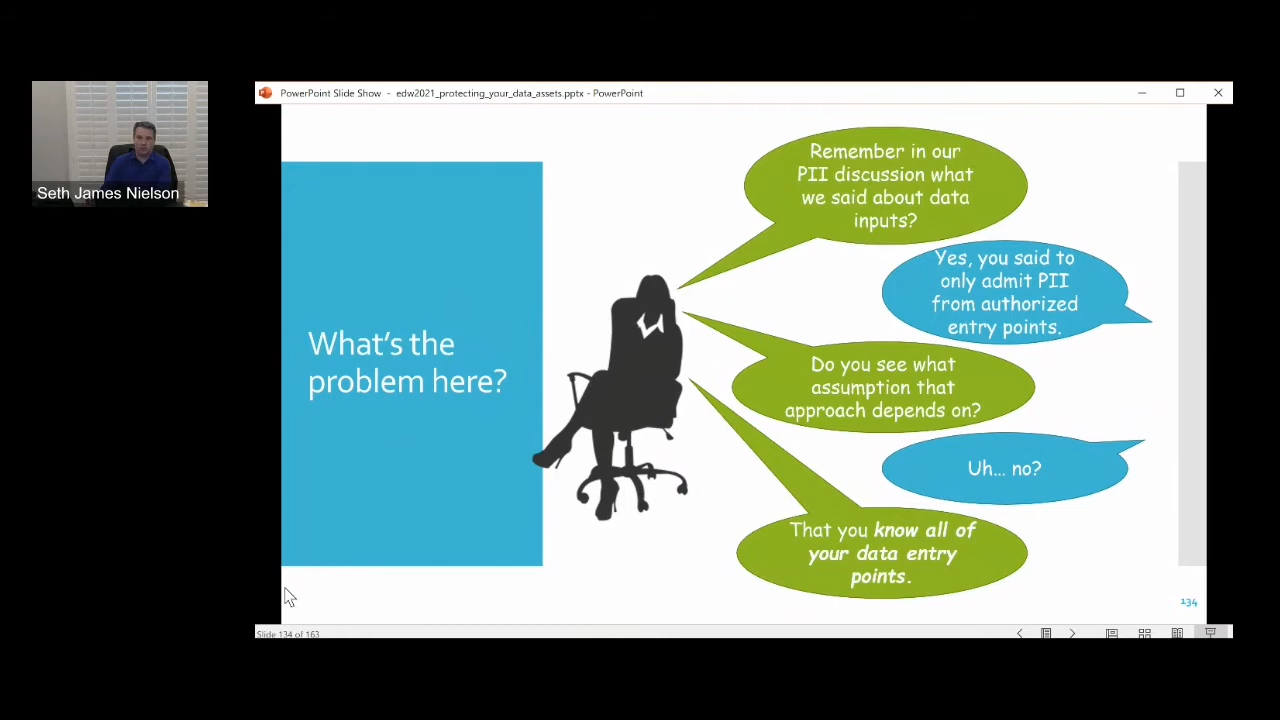 PowerPoint Slide Show - edw2021_protecting_your_data_assets.pptx - PowerPoint
Seth James Nielson
What's the
problem here?
Remember in our
PII discussion what
we said about data
inputs?
Yes, you said to
only admit PII
from authorized
entry points.
Do you see what
assumption that
approach depends on?
Uh... no?
That you know all of
your data entry
points.
134
Slide 134 of 163